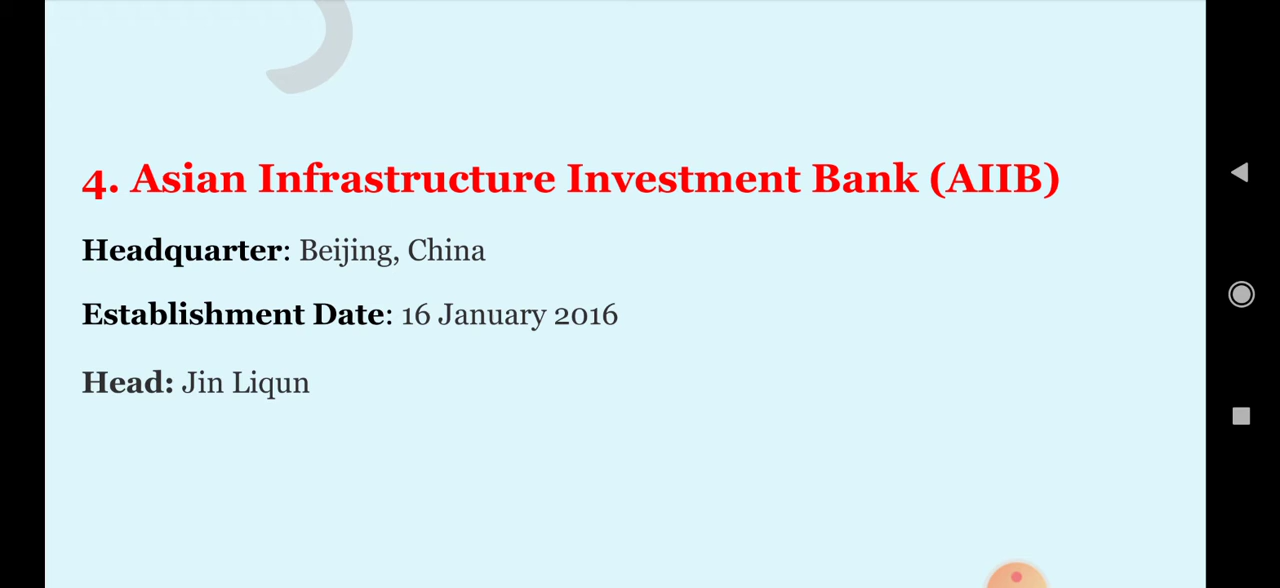 4. Asian Infrastructure Investment Bank (AIIB)
Headquarter: Beijing, China
Establishment Date: 16 January 2016
Head: Jin Liqun